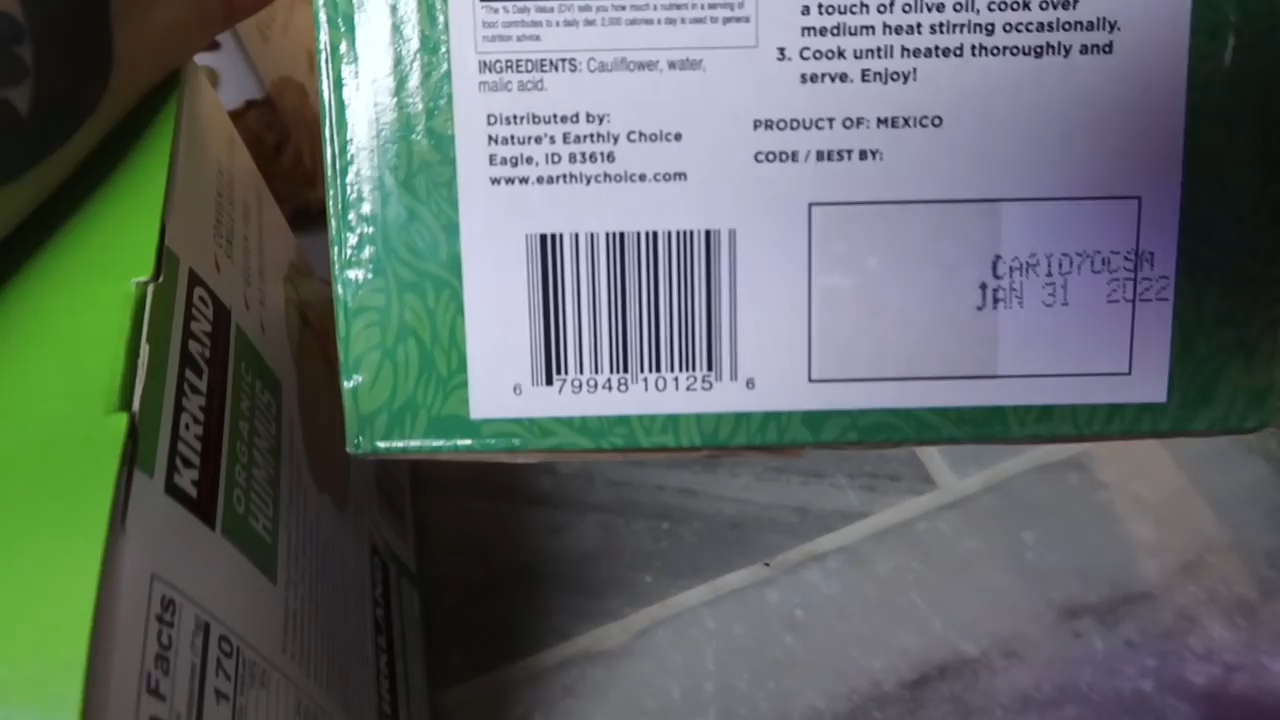 *The % Daily Value (DV) tells you how much a nutrient in a serving of
food contributes to a daily diet. 2,000 calories a day is used for general
nutrition advice.
INGREDIENTS: Cauliflower, water,
malic acid.
Distributed by:
Nature's Earthly Choice
Eagle, ID 83616
www.earthlychoice.com
6 79948 10125 6
a touch of olive oil, cook over
medium heat stirring occasionally.
3. Cook until heated thoroughly and
serve. Enjoy!
PRODUCT OF: MEXICO
CODE / BEST BY:
CARI070CSA
JAN 31 2022
KIRKLAND
ORGANIC
HUMMUS
Facts
170
KIRKLAND